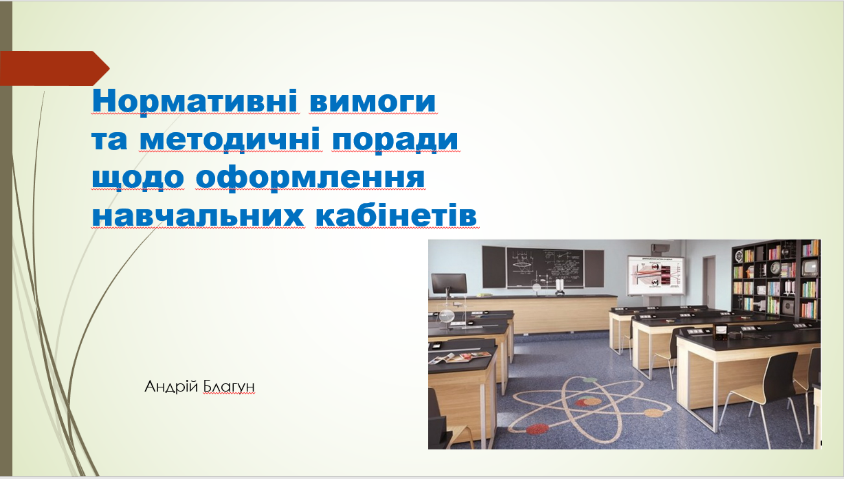 Нормативні вимоги
та методичні поради
щодо оформлення
навчальних кабінетів
Андрій Благун